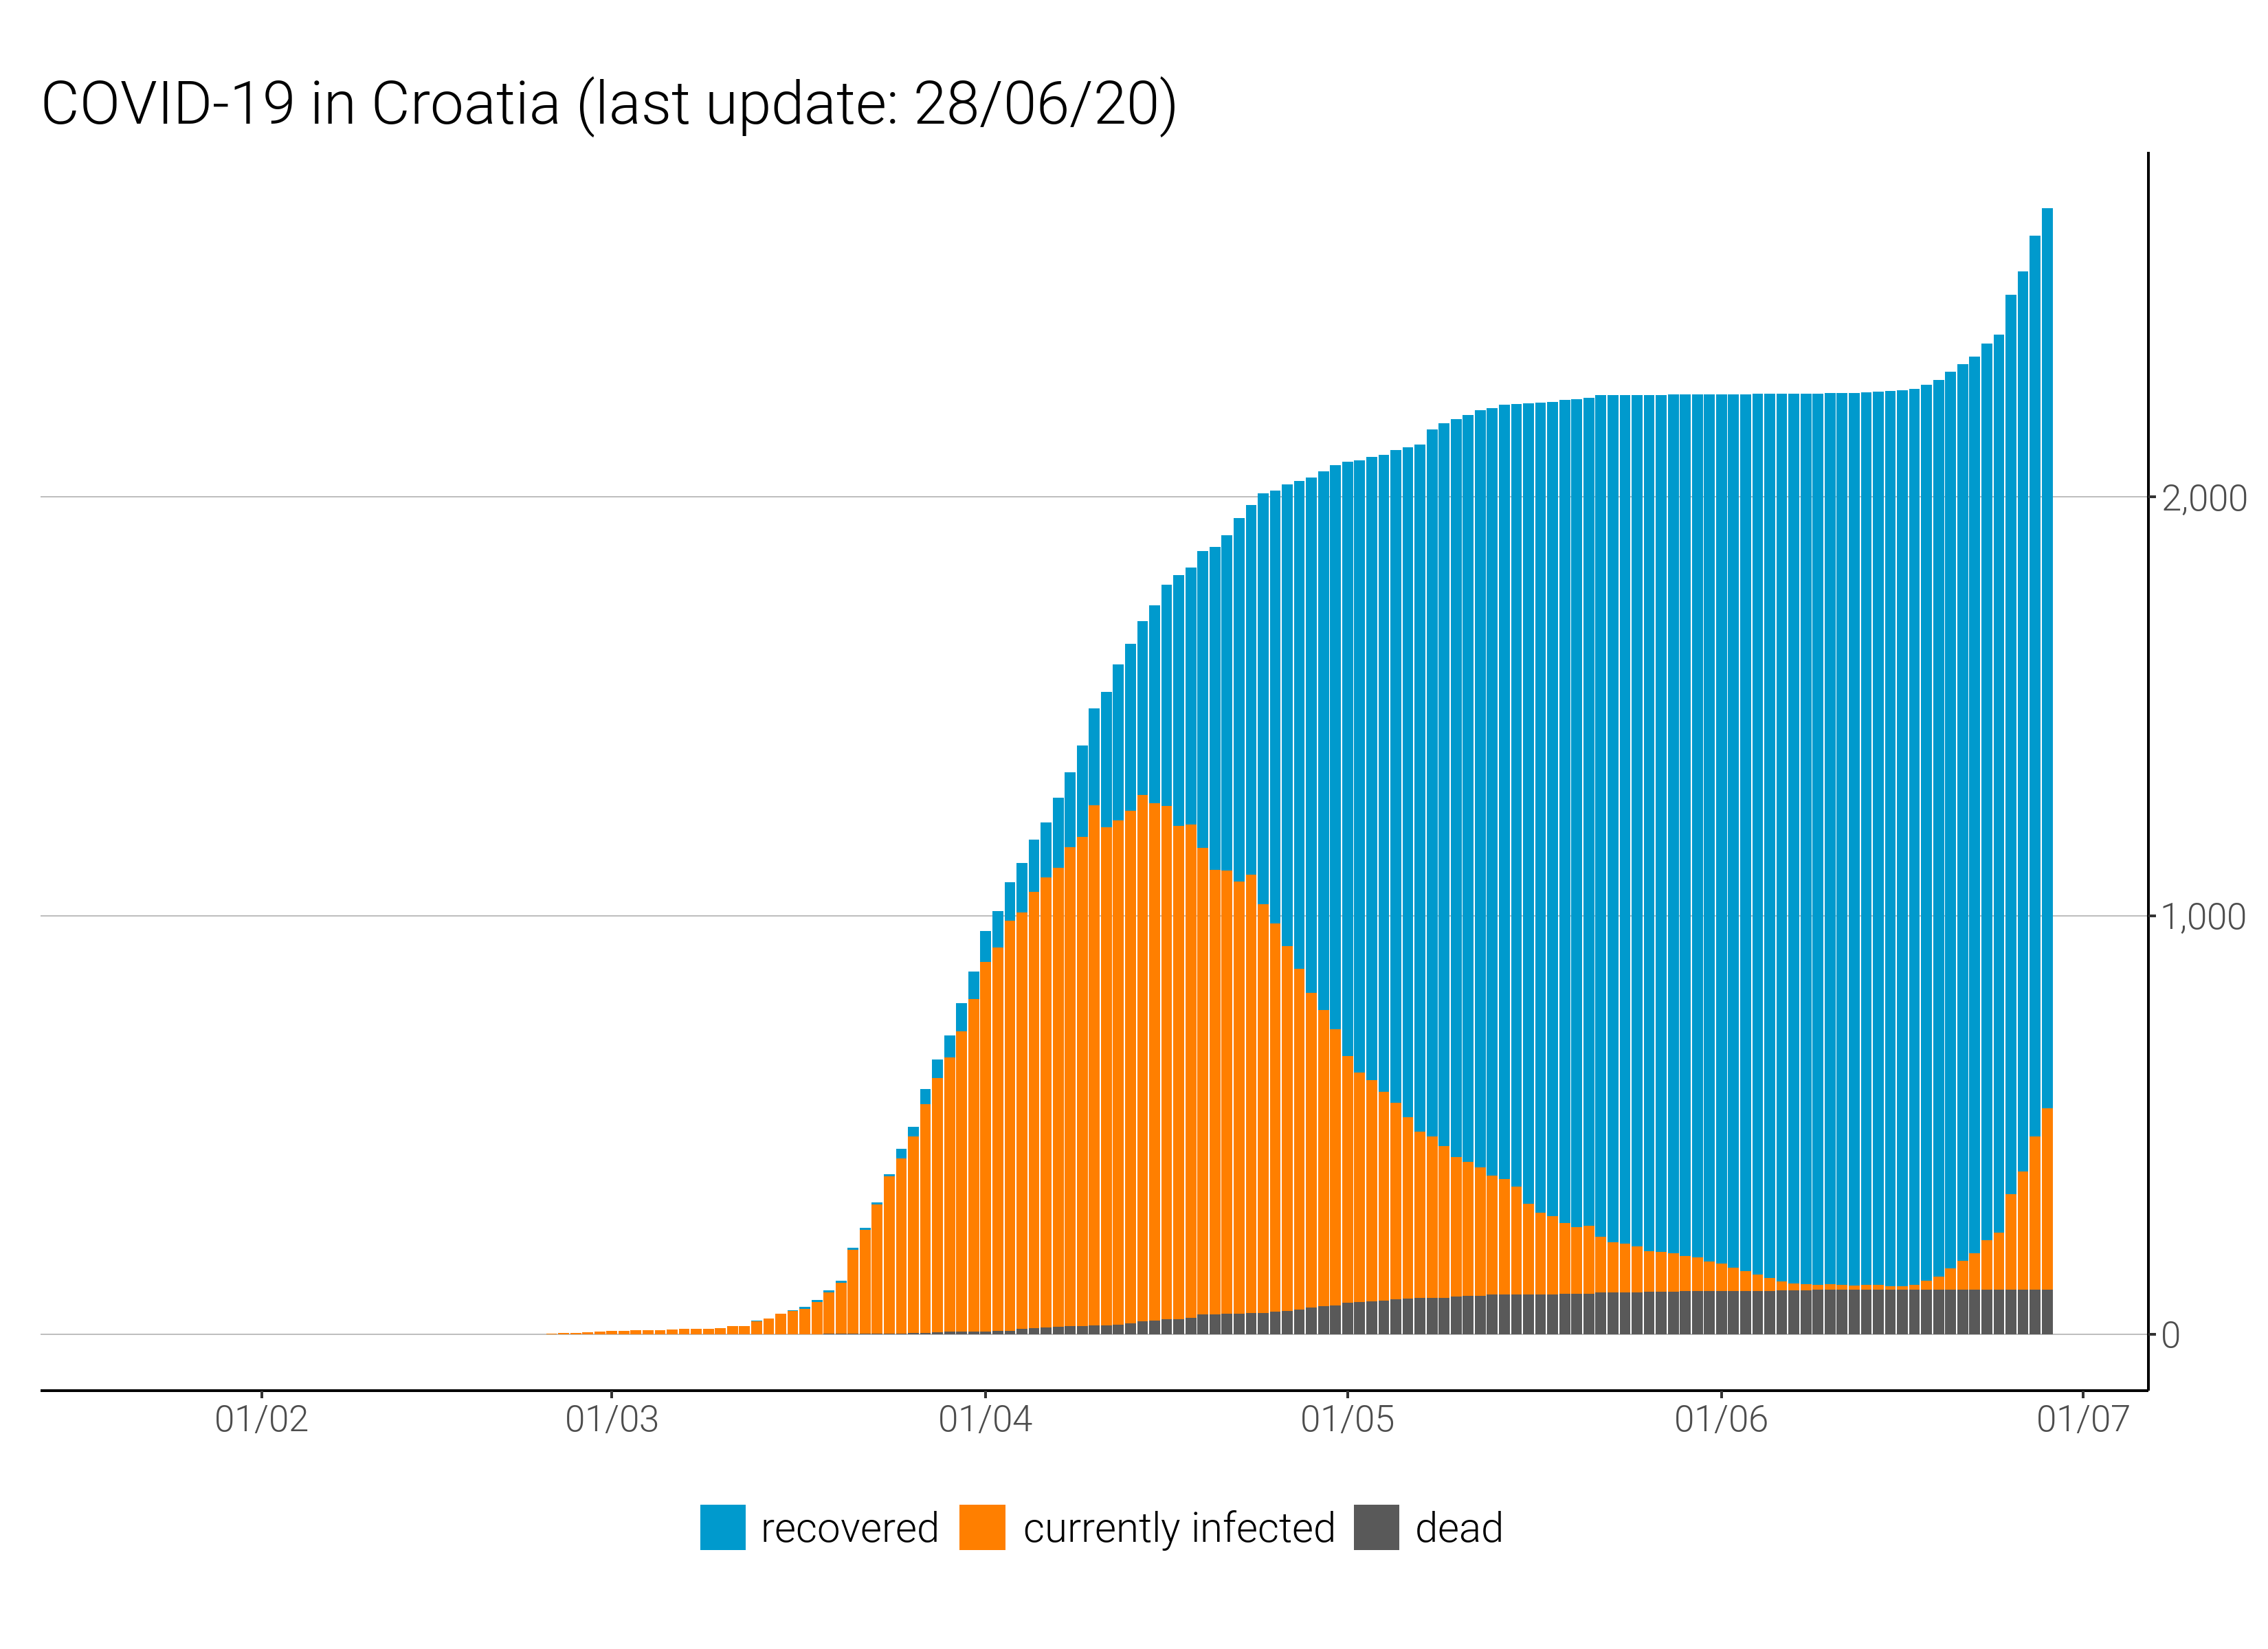 COVID-19 in Croatia (last update: 28/06/20)
2,000
1,000
0
01/02 01/03 01/04 01/05 01/06 01/07
recovered currently infected dead